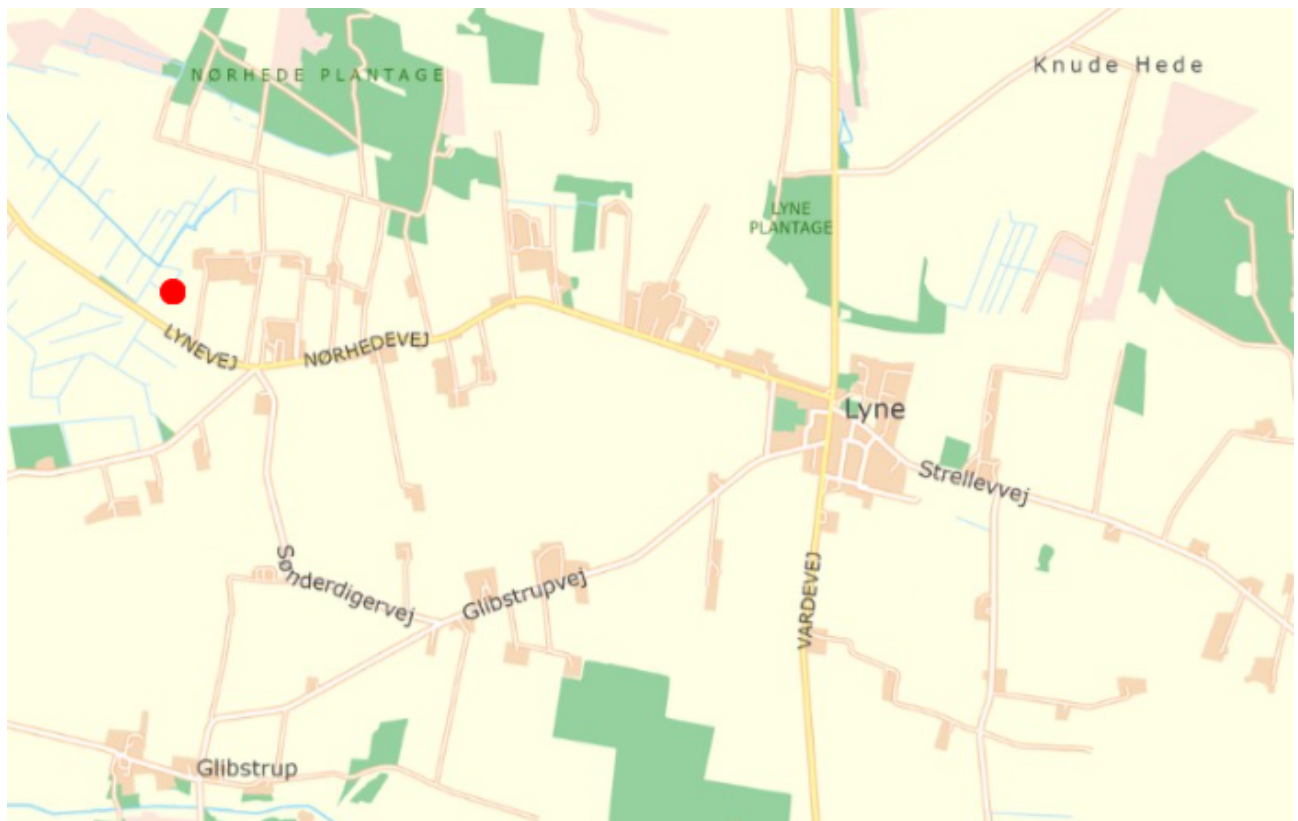 NØRHEDE PLANTAGE
Knude Hede
LYNE
PLANTAGE
LYNEVEJ
NØRHEDEVEJ
Lyne
Strellevvej
Sønderdigervej
Glibstrupvej
VARDEVEJ
Glibstrup